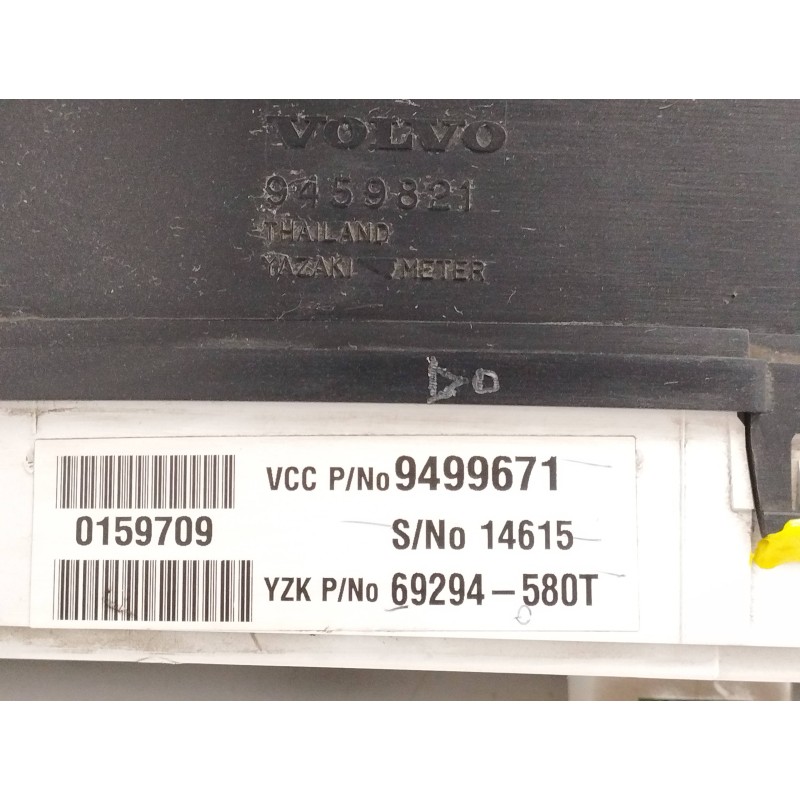 VOLVO
9459821
THAILAND
YAZAKI METER
VCC P/No 9499671
0159709
S/No 14615
YZK P/No 69294-580T